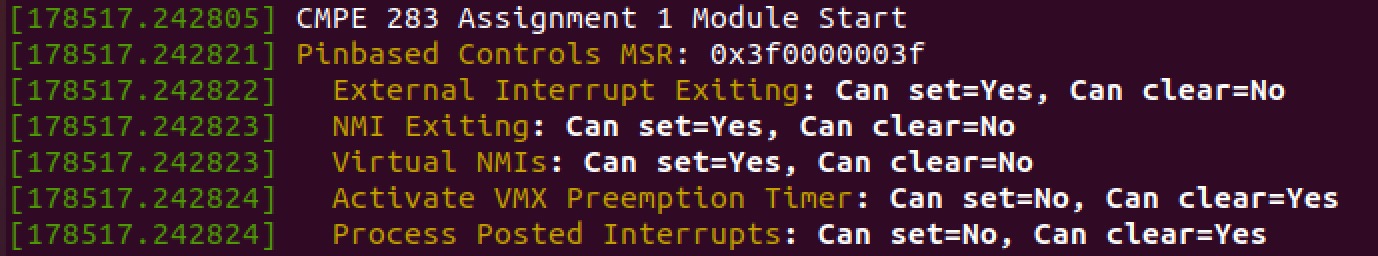 [178517.242805] CMPE 283 Assignment 1 Module Start
[178517.242821] Pinbased Controls MSR: 0x3f0000003f
[178517.242822]   External Interrupt Exiting: Can set=Yes, Can clear=No
[178517.242823]   NMI Exiting: Can set=Yes, Can clear=No
[178517.242823]   Virtual NMIs: Can set=Yes, Can clear=No
[178517.242824]   Activate VMX Preemption Timer: Can set=No, Can clear=Yes
[178517.242824]   Process Posted Interrupts: Can set=No, Can clear=Yes